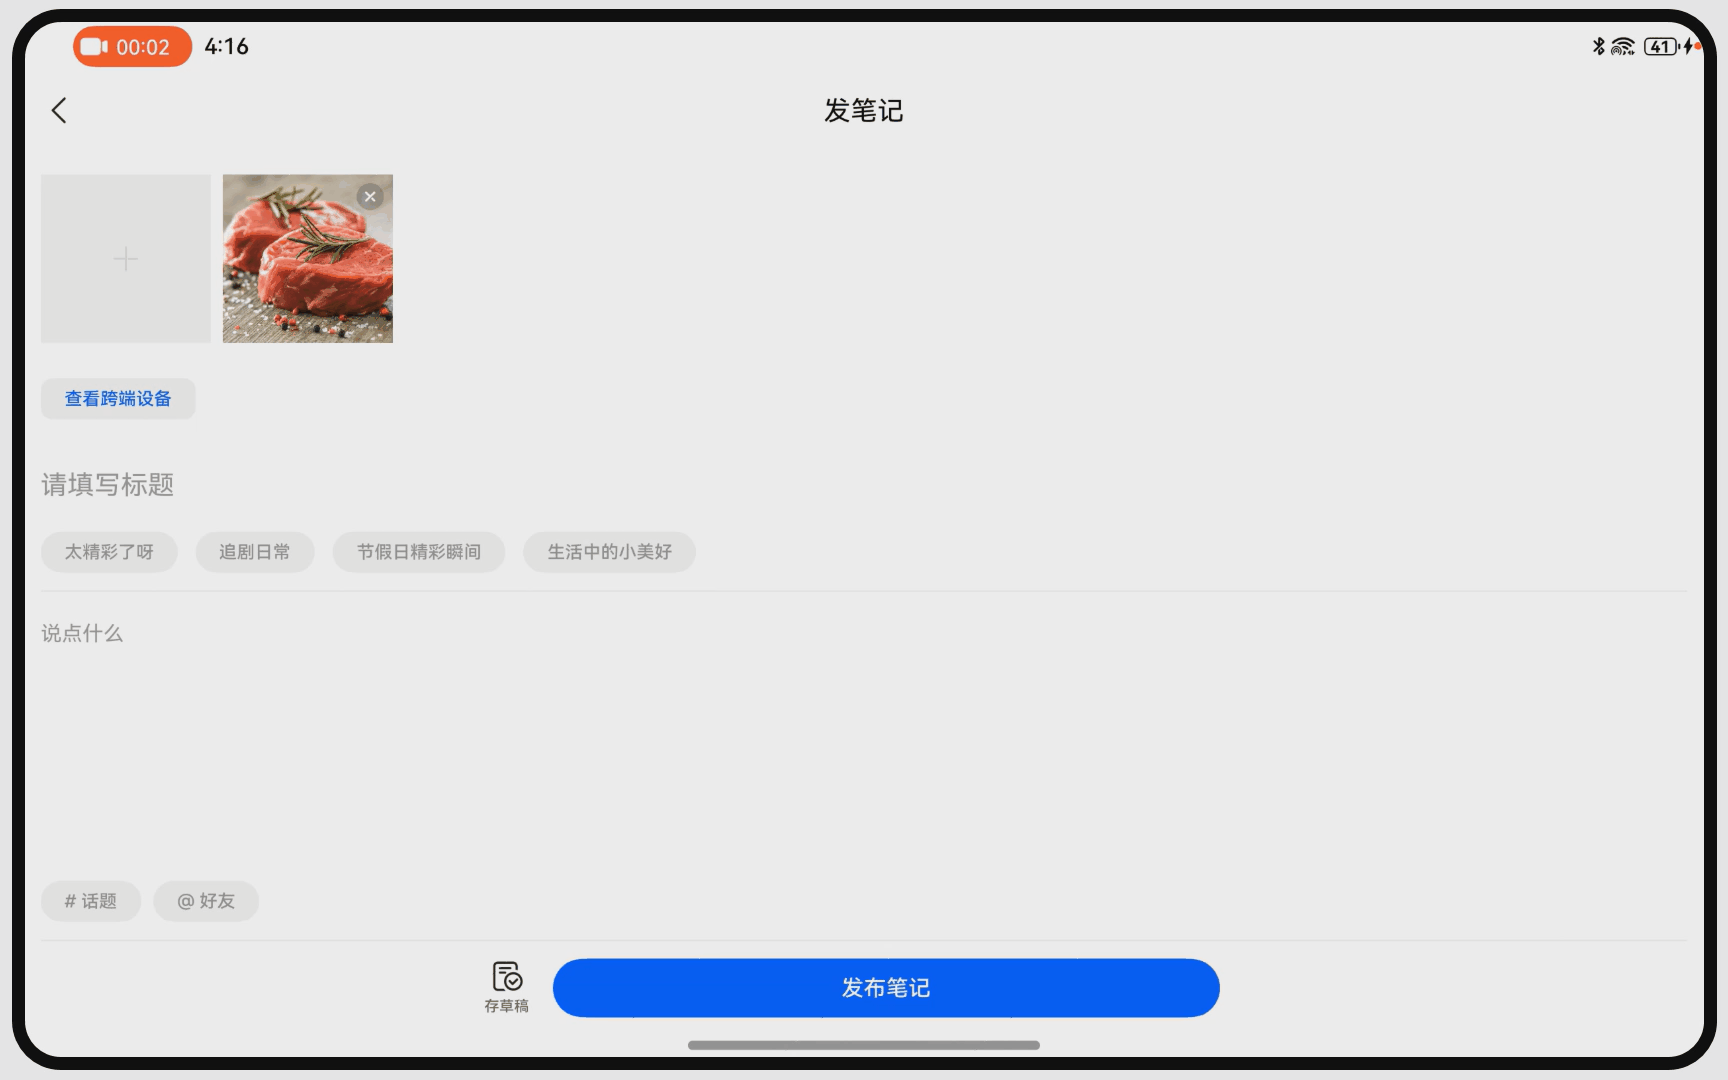 00:02 4:16 41
发笔记
查看跨端设备
请填写标题
太精彩了呀 追剧日常 节假日精彩瞬间 生活中的小美好
说点什么
# 话题 @ 好友
存草稿 发布笔记